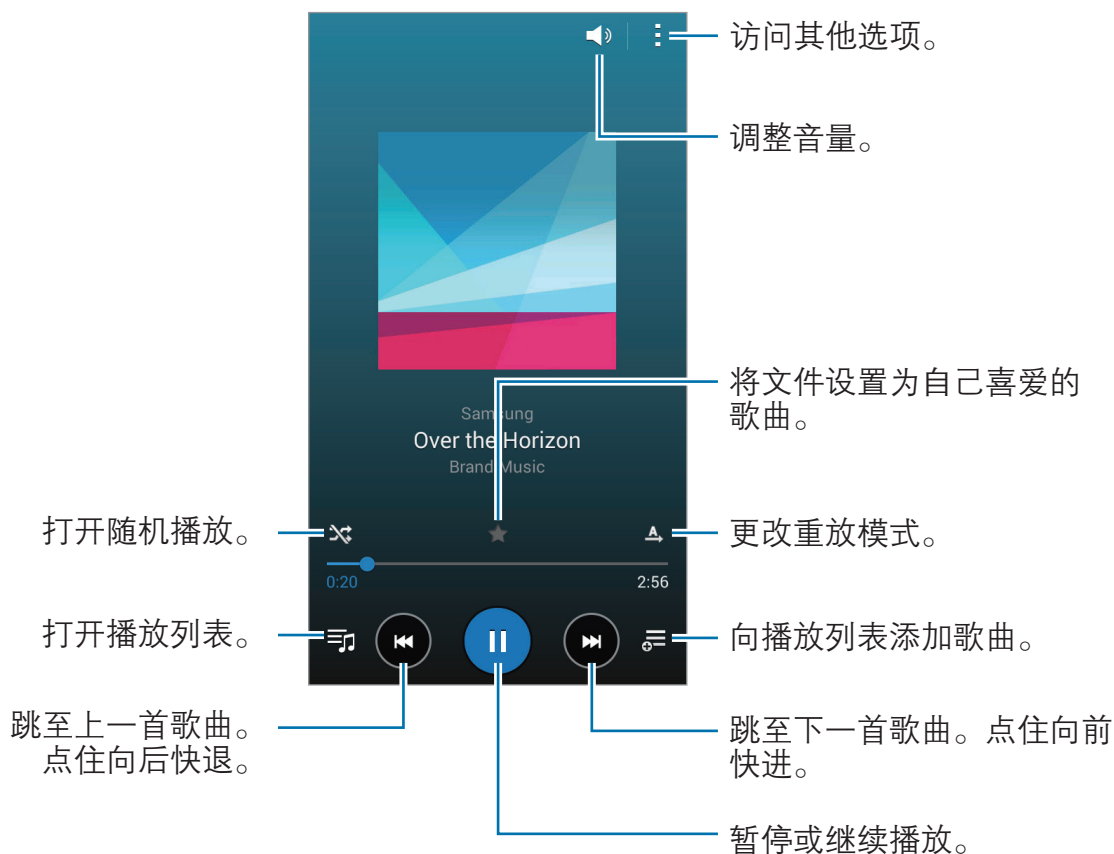 访问其他选项。
调整音量。
将文件设置为自己喜爱的
歌曲。
Samsung
Over the Horizon
Brand Music
打开随机播放。
更改重放模式。
0:20
2:56
打开播放列表。
向播放列表添加歌曲。
跳至上一首歌曲。
点住向后快退。
跳至下一首歌曲。点住向前
快进。
暂停或继续播放。